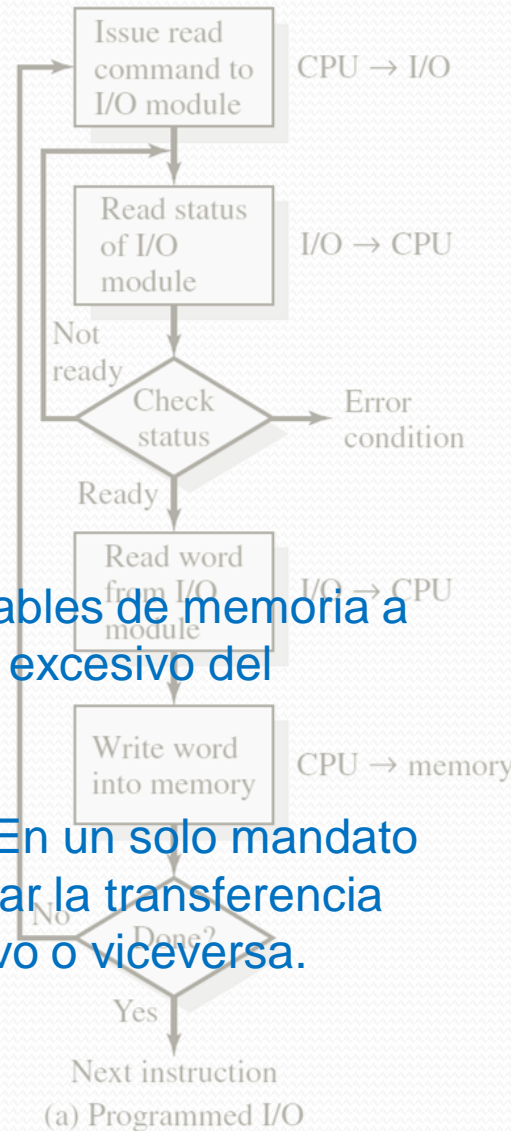 Issue read
command to
I/O module
CPU → I/O
Read status
of I/O
module
I/O → CPU
Not
ready
Check
status
Error
condition
Ready
Read word
from I/O
module
I/O → CPU
ables de memoria a
excesivo del
Write word
into memory
CPU → memory
En un solo mandato
ar la transferencia
vo o viceversa.
No
Done?
Yes
Next instruction
(a) Programmed I/O